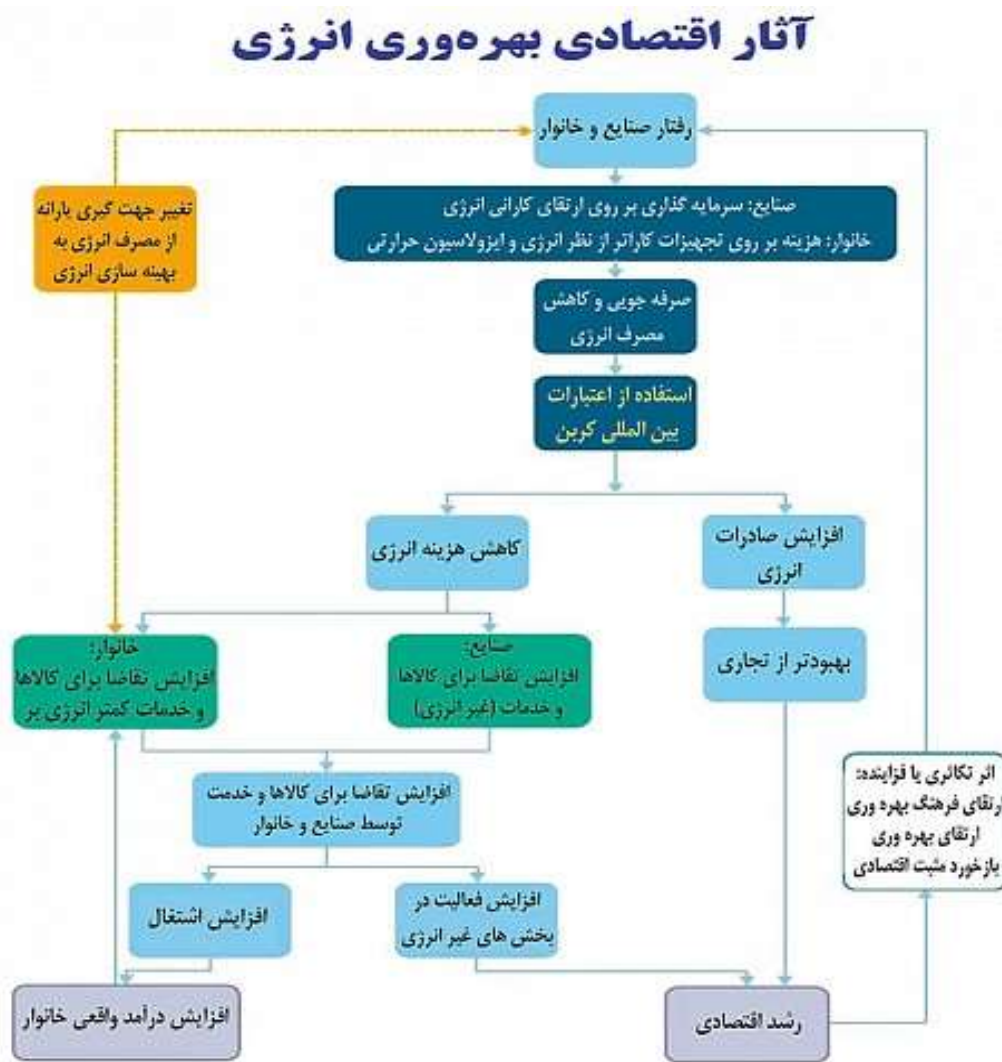 آثار اقتصادی بهره‌وری انرژی
رفتار صنایع و خانوار
تغییر جهت گیری یارانه
از مصرف انرژی به
بهینه سازی انرژی
صنایع: سرمایه گذاری بر روی ارتقای کارائی انرژی
خانوار: هزینه بر روی تجهیزات کاراتر از نظر انرژی و ایزولاسیون حرارتی
صرفه جویی و کاهش
مصرف انرژی
استفاده از اعتبارات
بین المللی کربن
افزایش صادرات
انرژی
کاهش هزینه انرژی
بهبودتر از تجاری
صنایع:
افزایش تقاضا برای کالاها
و خدمات (غیر انرژی)
خانوار:
افزایش تقاضا برای کالاها
و خدمات کمتر انرژی بر
اثر تکاثری یا فزاینده:
ارتقای فرهنگ بهره وری
ارتقای بهره وری
بازخورد مثبت اقتصادی
افزایش تقاضا برای کالاها و خدمت
توسط صنایع و خانوار
افزایش فعالیت در
بخش های غیر انرژی
افزایش اشتغال
رشد اقتصادی
افزایش درآمد واقعی خانوار